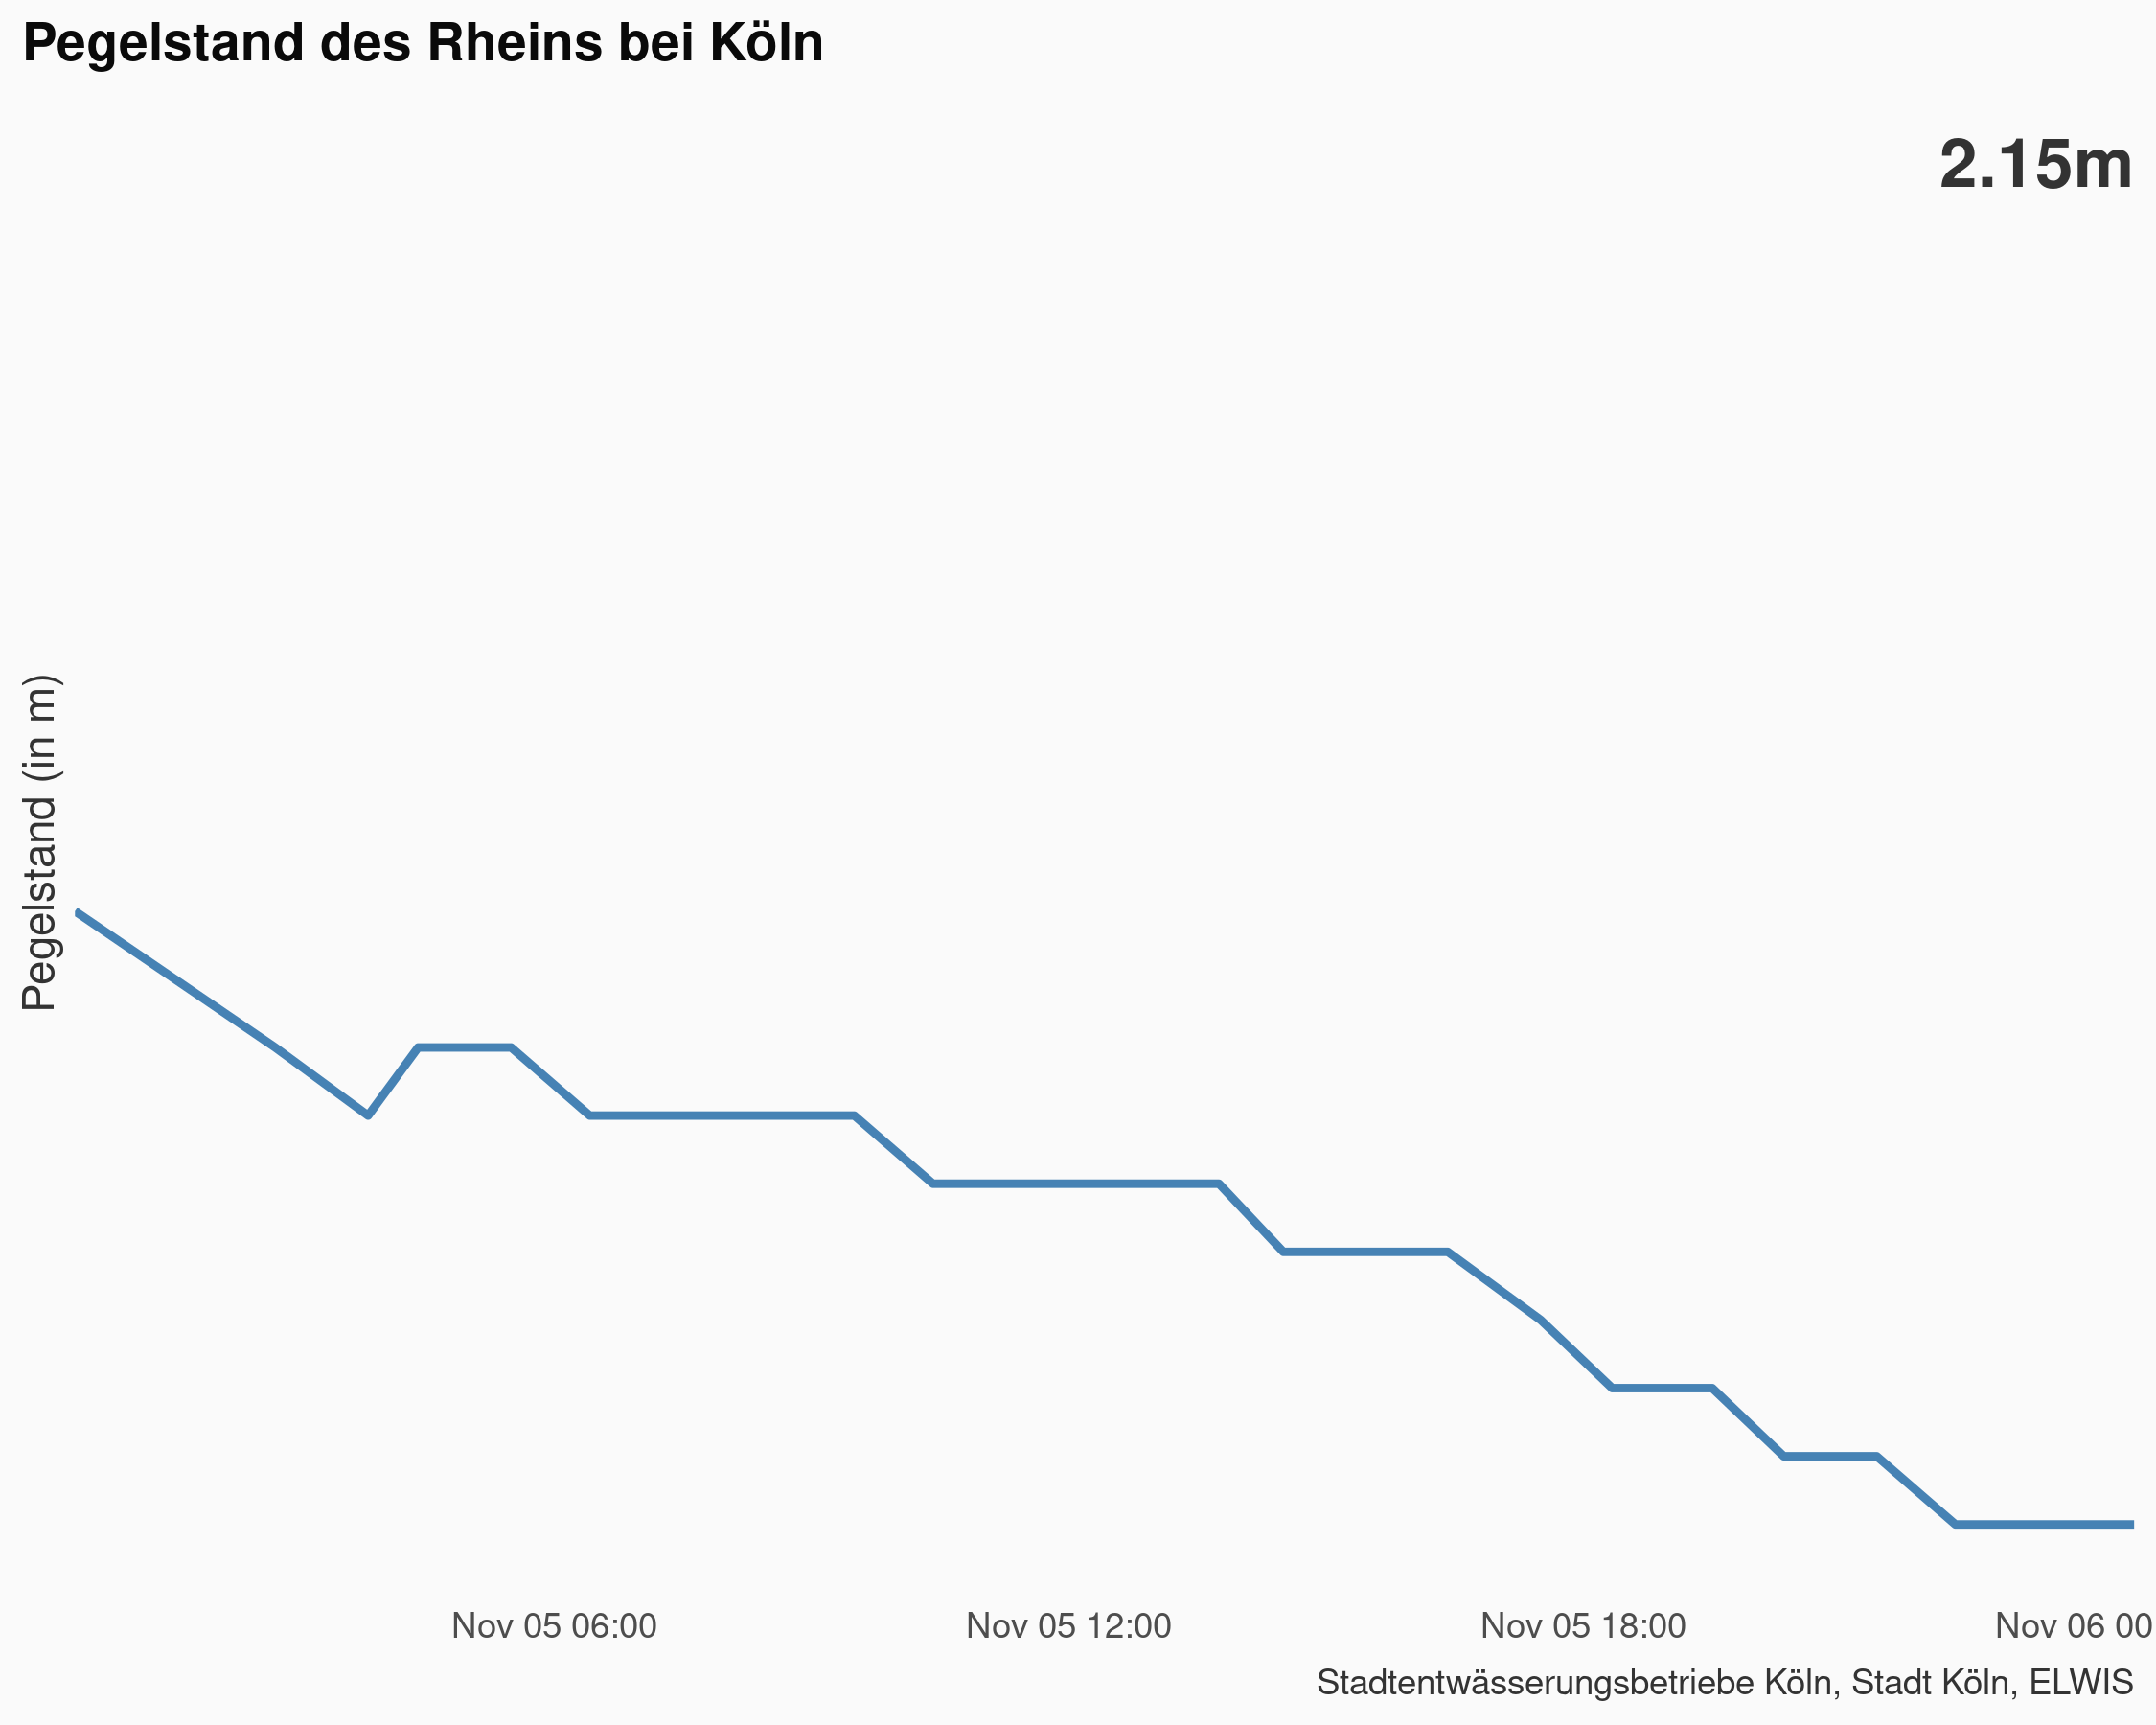 Pegelstand des Rheins bei Köln
2.15m
Pegelstand (in m)
Nov 05 06:00
Nov 05 12:00
Nov 05 18:00
Nov 06 00
Stadtentwässerungsbetriebe Köln, Stadt Köln, ELWIS